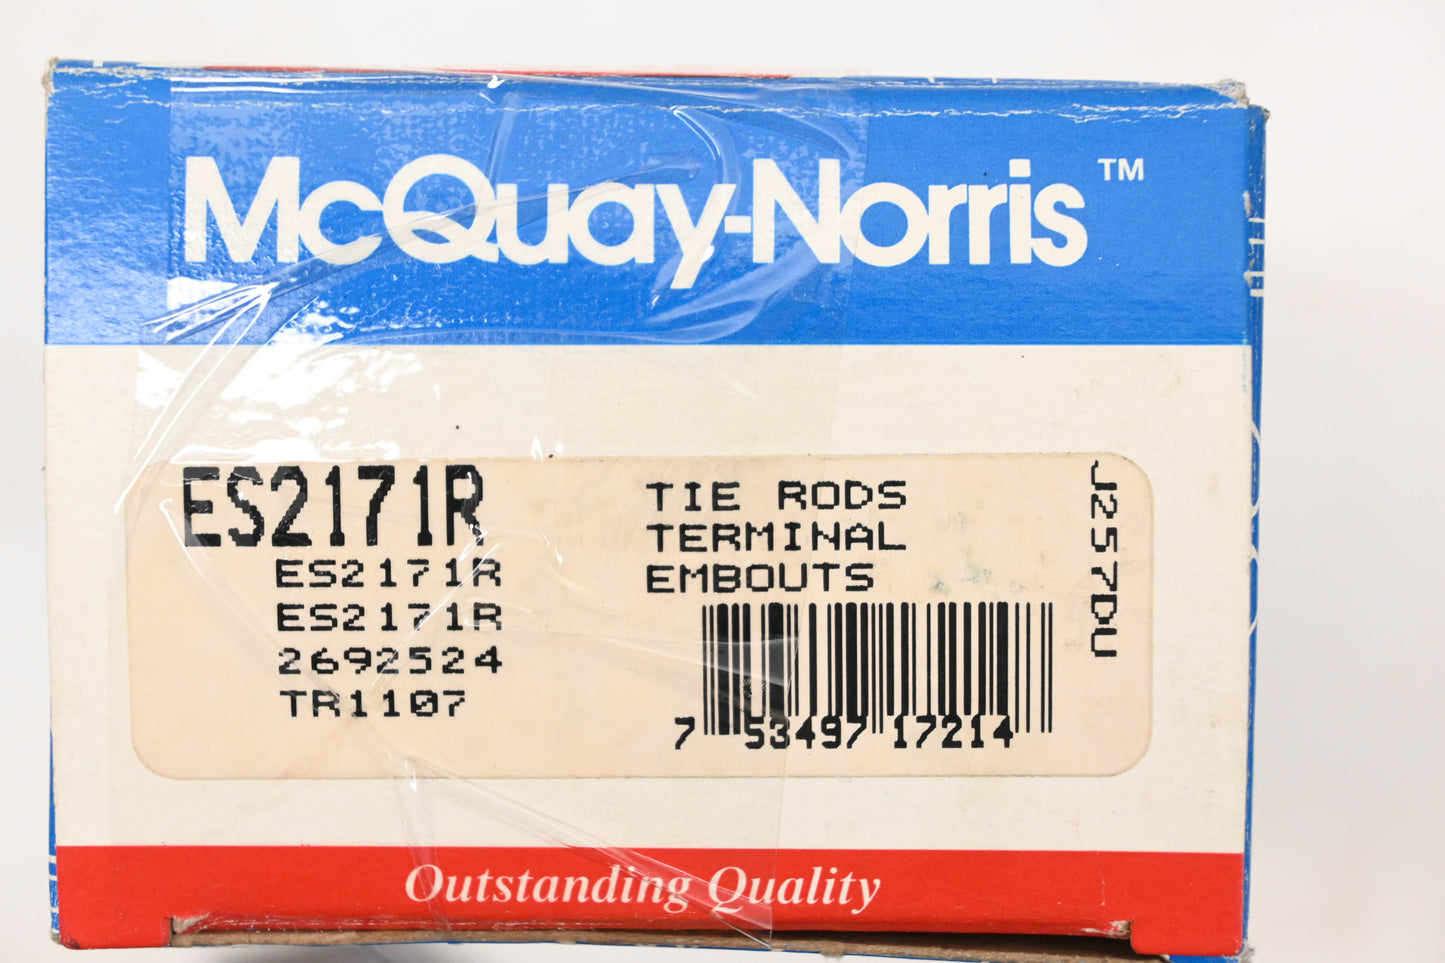 McQuay-Norris™
ES2171R
ES2171R
ES2171R
2692524
TR1107
TIE RODS
TERMINAL
EMBOUTS
J257DU
7 53497 17214
Outstanding Quality